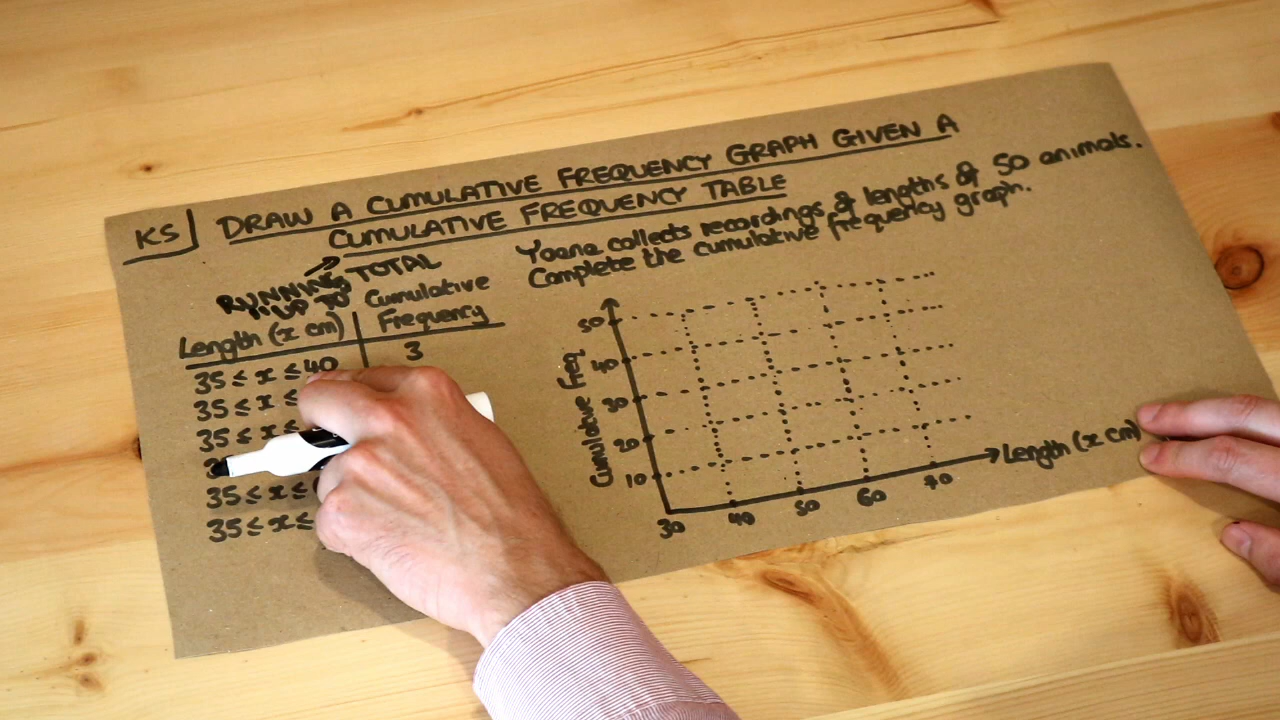 K5 DRAW A CUMULATIVE FREQUENCY GRAPH GIVEN A
CUMULATIVE FREQUENCY TABLE
RUNNING TOTAL
"UP TO"
Length (x cm) Cumulative Frequency
35 ≤ x ≤ 40 3
35 ≤ x ≤
35 ≤ x ≤
35 ≤ x ≤
35 ≤ x ≤
collects recordings of lengths of 50 animals.
Complete the cumulative frequency graph.
Cumulative freq.
50
40
30
20
10
30 40 50 60 70
Length (x cm)